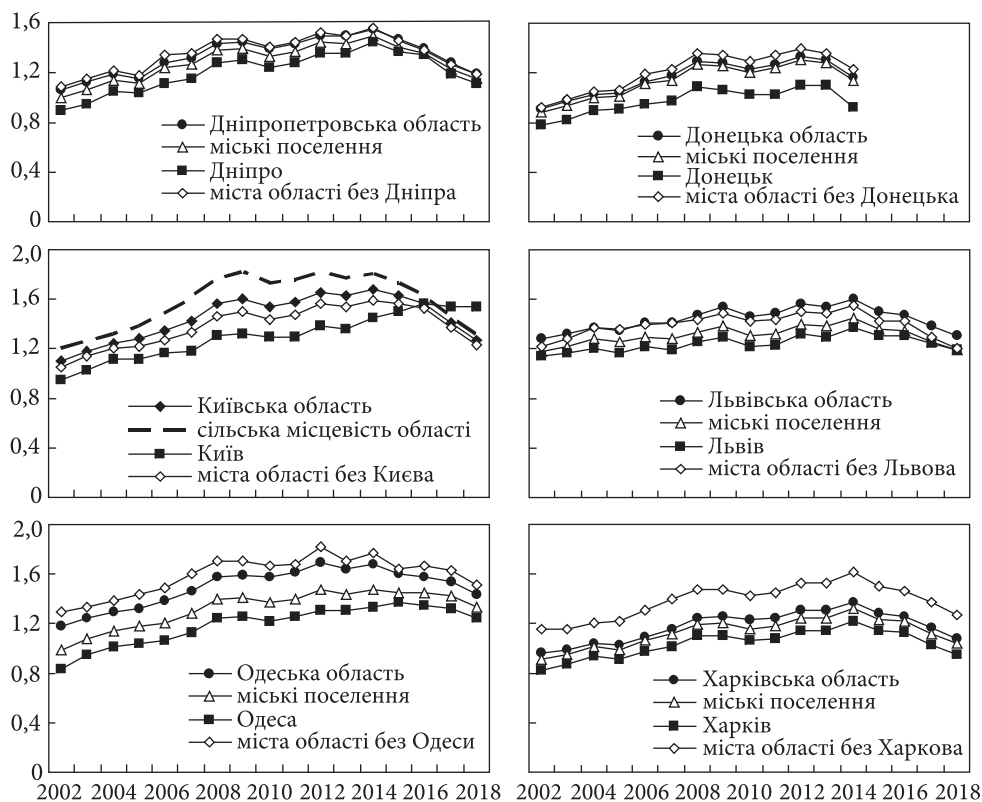 1,6
1,2
0,8
0,4
0
Дніпропетровська область
міські поселення
Дніпро
міста області без Дніпра
Донецька область
міські поселення
Донецьк
міста області без Донецька
2,0
1,6
1,2
0,8
0,4
0
Київська область
сільська місцевість області
Київ
міста області без Києва
Львівська область
міські поселення
Львів
міста області без Львова
2,0
1,6
1,2
0,8
0,4
0
Одеська область
міські поселення
Одеса
міста області без Одеси
Харківська область
міські поселення
Харків
міста області без Харкова
2002 2004 2006 2008 2010 2012 2014 2016 2018
2002 2004 2006 2008 2010 2012 2014 2016 2018